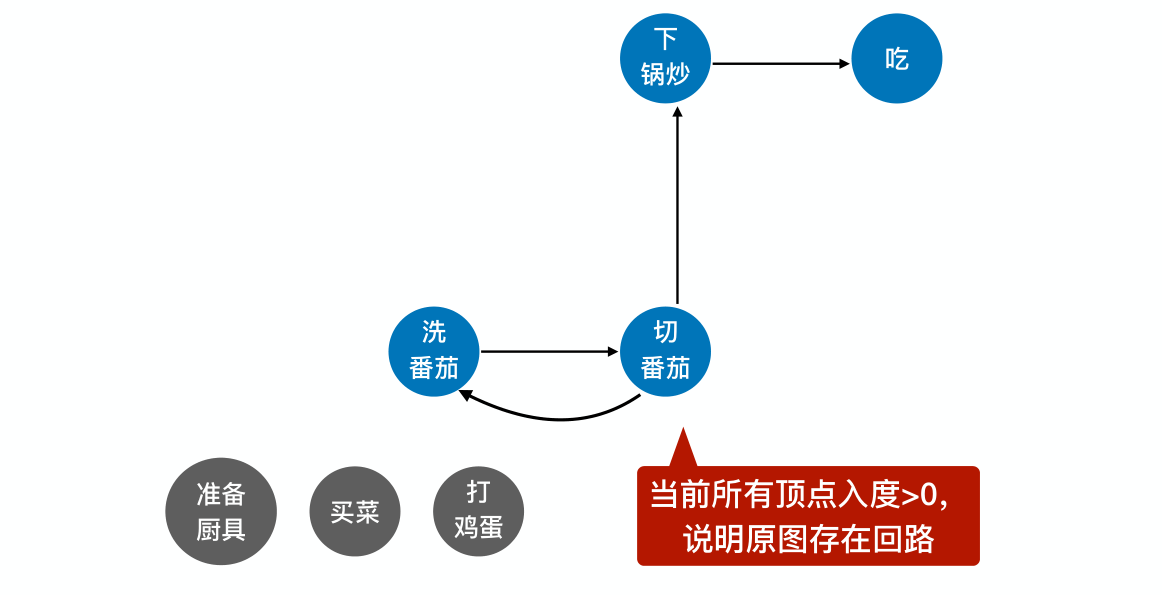 下
锅炒
吃
洗
番茄
切
番茄
准备
厨具
买菜
打
鸡蛋
当前所有顶点入度>0，
说明原图存在回路